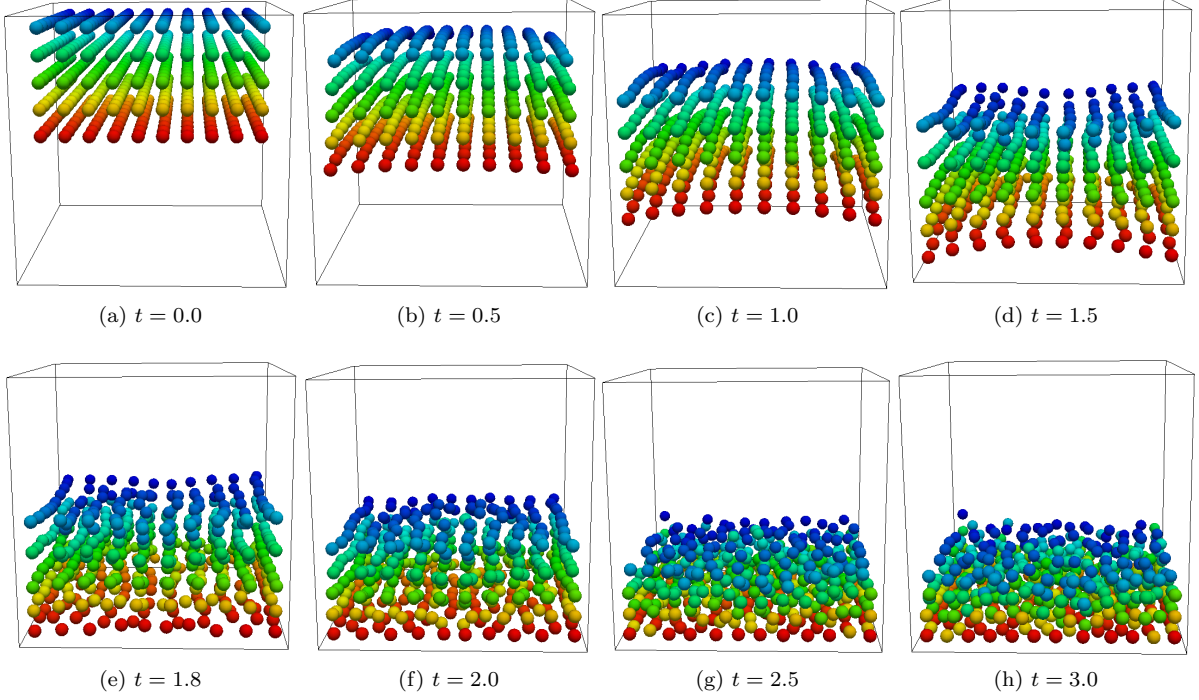 (a) t = 0.0
(b) t = 0.5
(c) t = 1.0
(d) t = 1.5
(e) t = 1.8
(f) t = 2.0
(g) t = 2.5
(h) t = 3.0